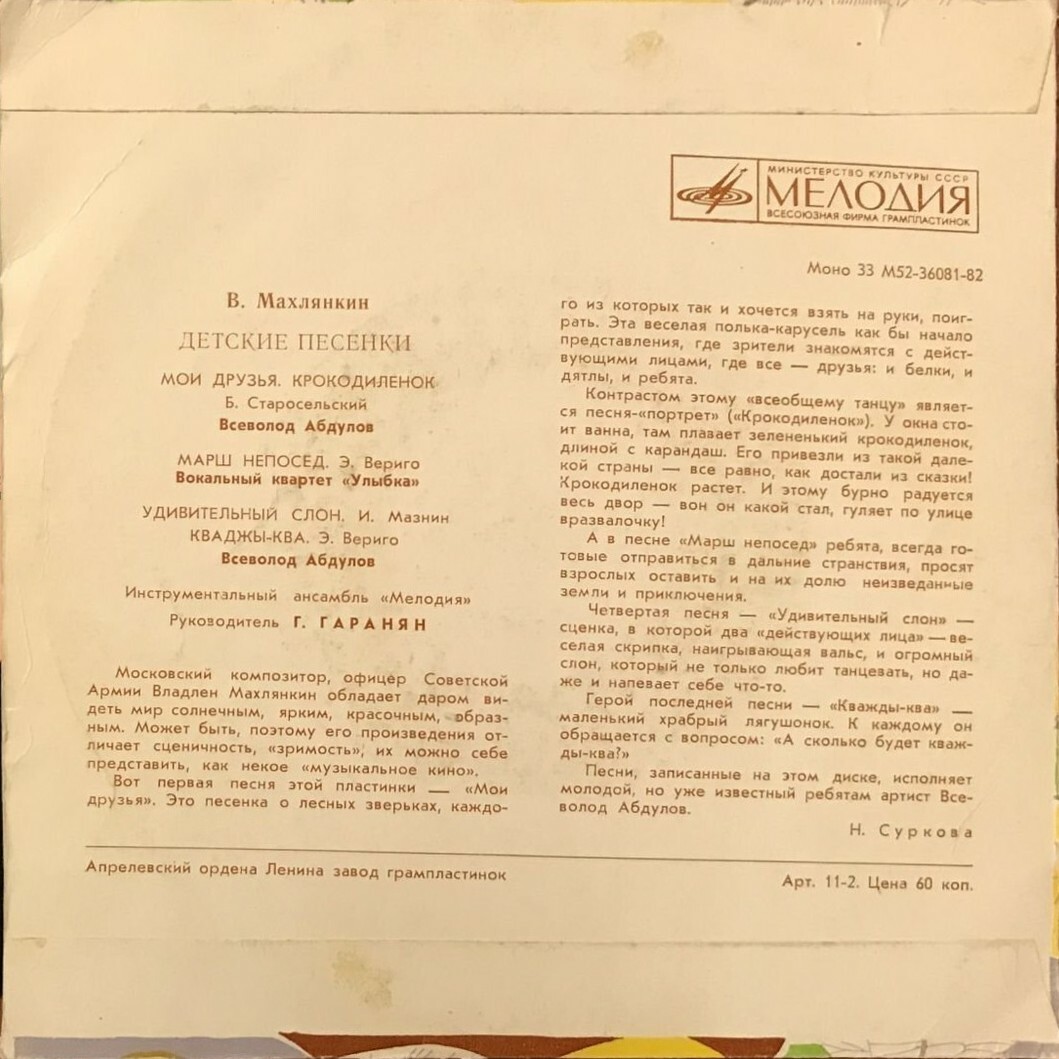 МИНИСТЕРСТВО КУЛЬТУРЫ СССР
МЕЛОДИЯ
ВСЕСОЮЗНАЯ ФИРМА ГРАМПЛАСТИНОК
Моно 33 М52-36081-82
В. Махлянкин
ДЕТСКИЕ ПЕСЕНКИ
МОИ ДРУЗЬЯ. КРОКОДИЛЕНОК
Б. Старосельский
Всеволод Абдулов
МАРШ НЕПОСЕД. Э. Вериго
Вокальный квартет «Улыбка»
УДИВИТЕЛЬНЫЙ СЛОН. И. Мазнин
КВАДЖЫ-КВА. Э. Вериго
Всеволод Абдулов
Инструментальный ансамбль «Мелодия»
Руководитель Г. ГАРАНЯН
Московский композитор, офицер Советской
Армии Владлен Махлянкин обладает даром ви-
деть мир солнечным, ярким, красочным, образ-
ным. Может быть, поэтому его произведения от-
личает сценичность, «зримость», их можно себе
представить, как некое «музыкальное кино».
Вот первая песня этой пластинки — «Мои
друзья». Это песенка о лесных зверьках, каждо-
го из которых так и хочется взять на руки, поиг-
рать. Эта веселая полька-карусель как бы начало
представления, где зрители знакомятся с дейст-
вующими лицами, где все — друзья: и белки, и
дятлы, и ребята.
Контрастом этому «всеобщему танцу» являет-
ся песня-«портрет» («Крокодиленок»). У окна сто-
ит ванна, там плавает зелененький крокодиленок,
длиной с карандаш. Его привезли из такой дале-
кой страны — все равно, как достали из сказки!
Крокодиленок растет. И этому бурно радуется
весь двор — вон он какой стал, гуляет по улице
вразвалочку!
А в песне «Марш непосед» ребята, всегда го-
товые отправиться в дальние странствия, просят
взрослых оставить и на их долю неизведанные
земли и приключения.
Четвертая песня — «Удивительный слон» —
сценка, в которой два «действующих лица» — ве-
селая скрипка, наигрывающая вальс, и огромный
слон, который не только любит танцевать, но да-
же и напевает себе что-то.
Герой последней песни — «Кважды-ква» —
маленький храбрый лягушонок. К каждому он
обращается с вопросом: «А сколько будет кваж-
ды-ква?»
Песни, записанные на этом диске, исполняет
молодой, но уже известный ребятам артист Все-
волод Абдулов.
Н. Суркова
Апрелевский ордена Ленина завод грампластинок
Арт. 11-2. Цена 60 коп.